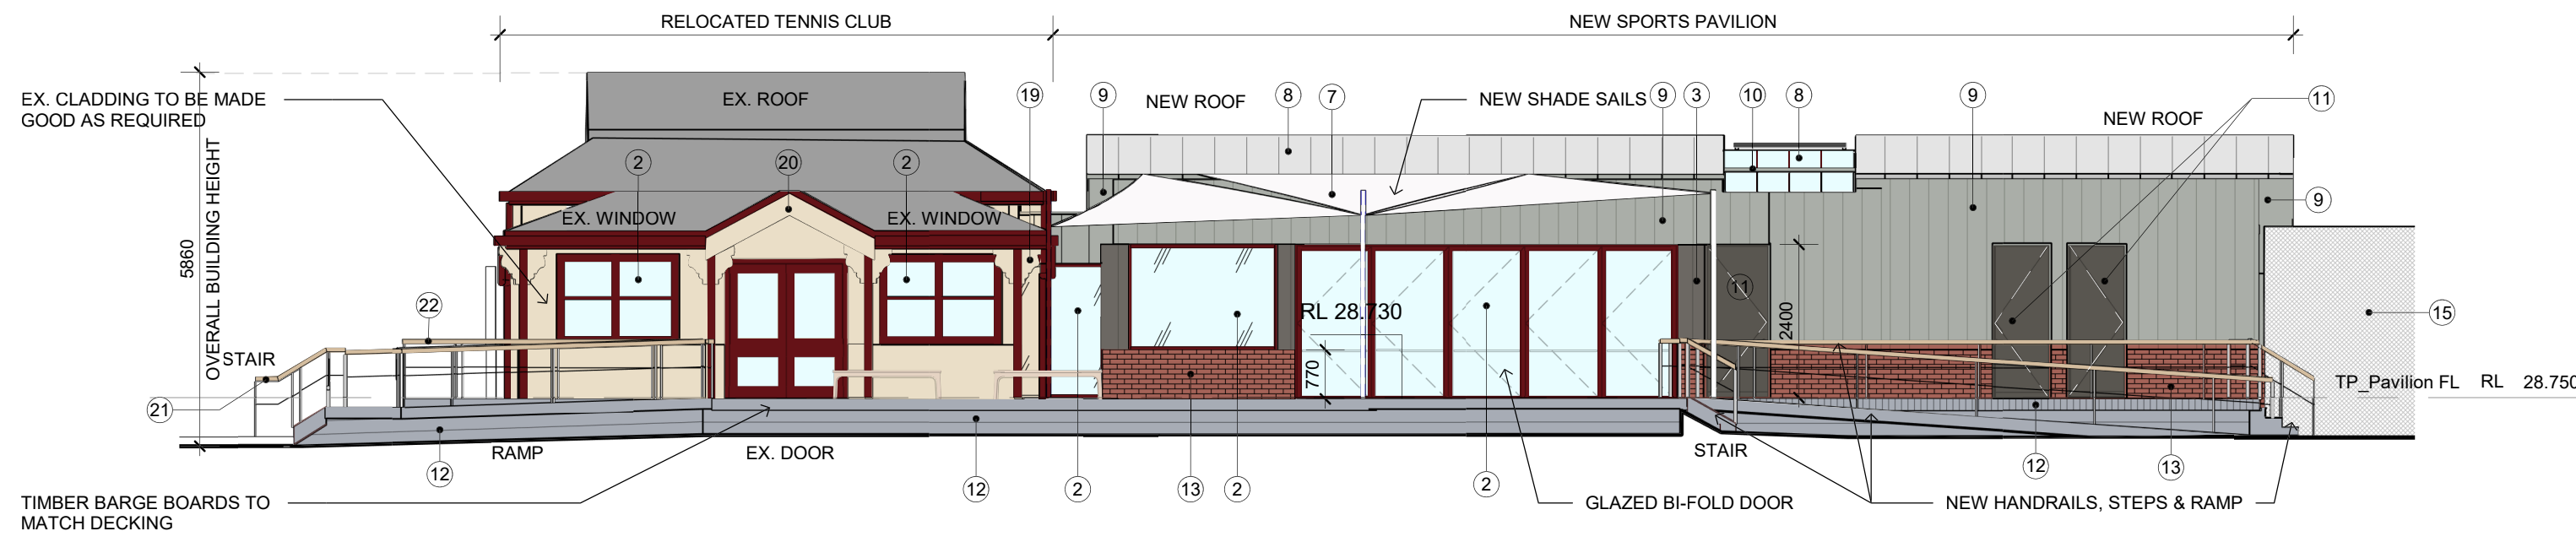 RELOCATED TENNIS CLUB
NEW SPORTS PAVILION
EX. CLADDING TO BE MADE
GOOD AS REQUIRED
EX. ROOF
19
9
NEW ROOF
8
7
NEW SHADE SAILS
9
3
10
8
9
NEW ROOF
11
2
20
2
EX. WINDOW
EX. WINDOW
9
5860
OVERALL BUILDING HEIGHT
22
STAIR
21
RL 28.730
770
11
2400
15
TP_Pavilion FL RL 28.750
12
RAMP
EX. DOOR
12
2
13
2
2
STAIR
12
13
TIMBER BARGE BOARDS TO
MATCH DECKING
GLAZED BI-FOLD DOOR
NEW HANDRAILS, STEPS & RAMP